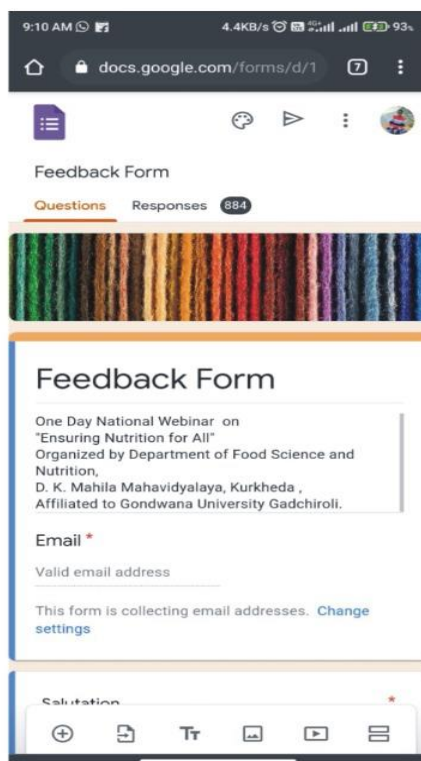 9:10 AM 4.4KB/s 4G+ 93%
docs.google.com/forms/d/1 7
Feedback Form
Questions Responses 884
Feedback Form
One Day National Webinar on
"Ensuring Nutrition for All"
Organized by Department of Food Science and
Nutrition,
D. K. Mahila Mahavidyalaya, Kurkheda ,
Affiliated to Gondwana University Gadchiroli.
Email *
Valid email address
This form is collecting email addresses. Change
settings
Salutation *
Tт